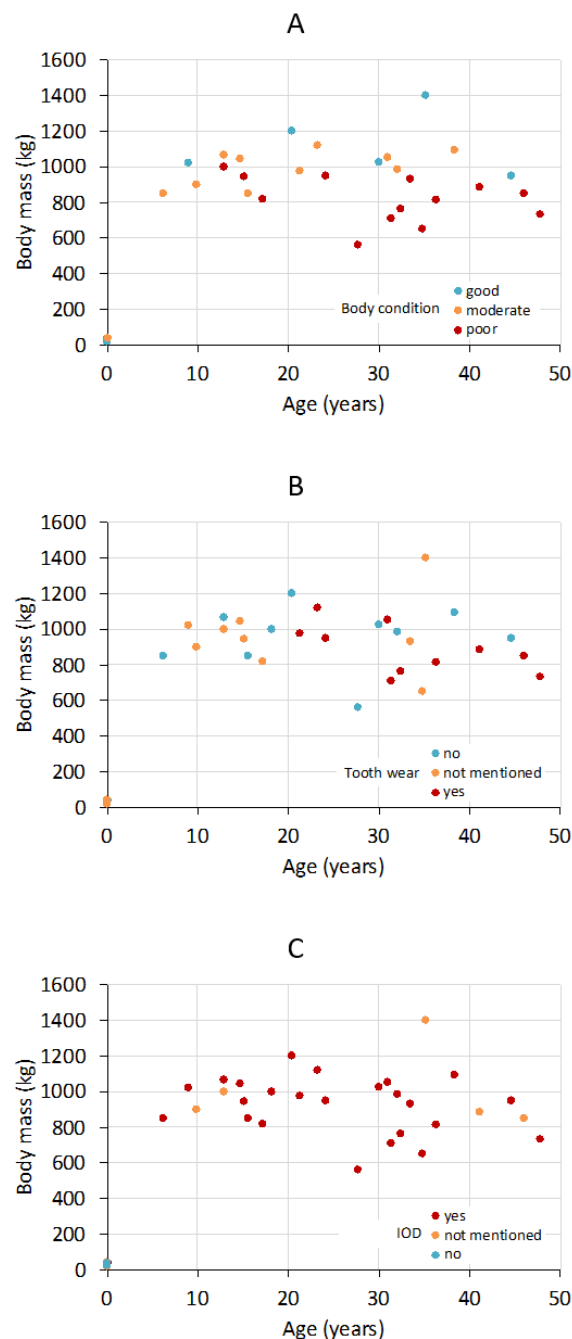 A
1600
1400
1200
1000
800
600
400
200
0
Body mass (kg)
Body condition
good
moderate
poor
0 10 20 30 40 50
Age (years)
B
1600
1400
1200
1000
800
600
400
200
0
Body mass (kg)
Tooth wear
no
not mentioned
yes
0 10 20 30 40 50
Age (years)
C
1600
1400
1200
1000
800
600
400
200
0
Body mass (kg)
IOD
yes
not mentioned
no
0 10 20 30 40 50
Age (years)